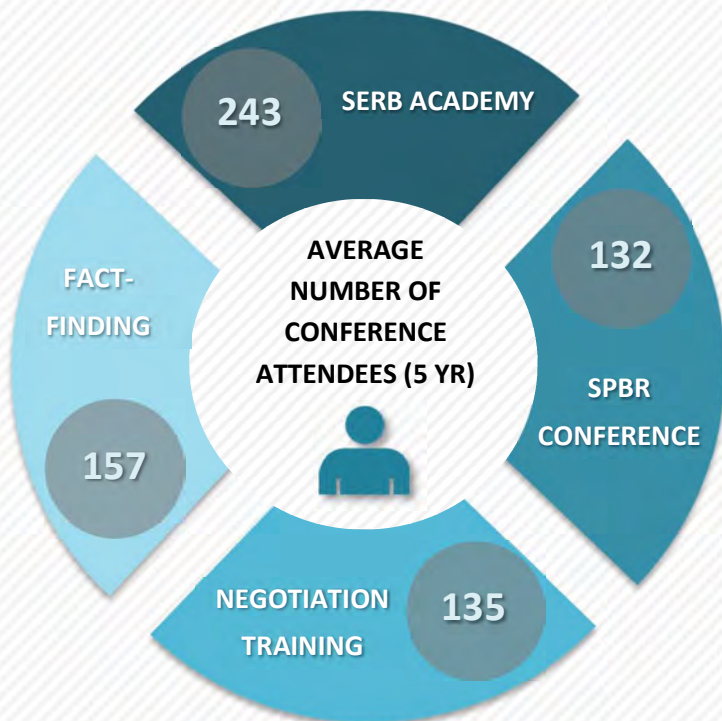 243
SERB ACADEMY
132
SPBR
CONFERENCE
135
NEGOTIATION
TRAINING
FACT-
FINDING
157
AVERAGE
NUMBER OF
CONFERENCE
ATTENDEES (5 YR)